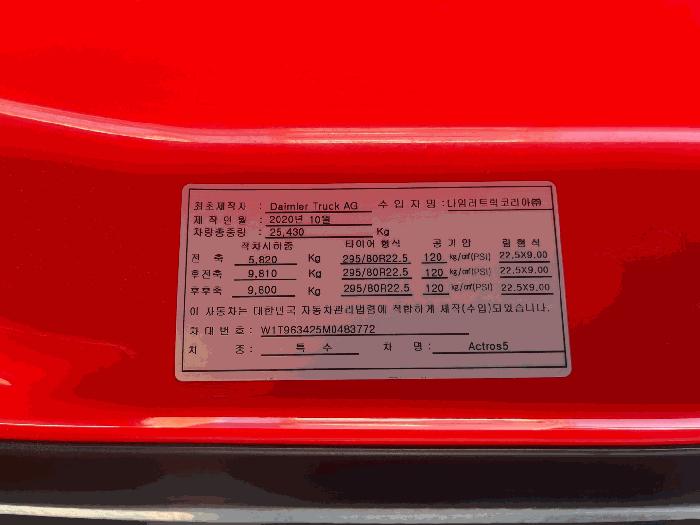 최초제작사 : Daimler Truck AG 수 입 자 명 : 다임러트럭코리아㈜
제 작 연 월 : 2020년 10월
차량총중량 : 25,430 Kg
적차시하중 타이어 형식 공 기 압 림 형 식
전 축 5,820 Kg 295/80R22.5 120 kg/㎠(PSI) 22.5X9.00
후전축 9,810 Kg 295/80R22.5 120 kg/㎠(PSI) 22.5X9.00
후후축 9,800 Kg 295/80R22.5 120 kg/㎠(PSI) 22.5X9.00
이 자동차는 대한민국 자동차관리법령에 적합하게 제작(수입)되었습니다.
차 대 번 호 : W1T963425M0483772
차 종 : 특 수 차 명 : Actros5